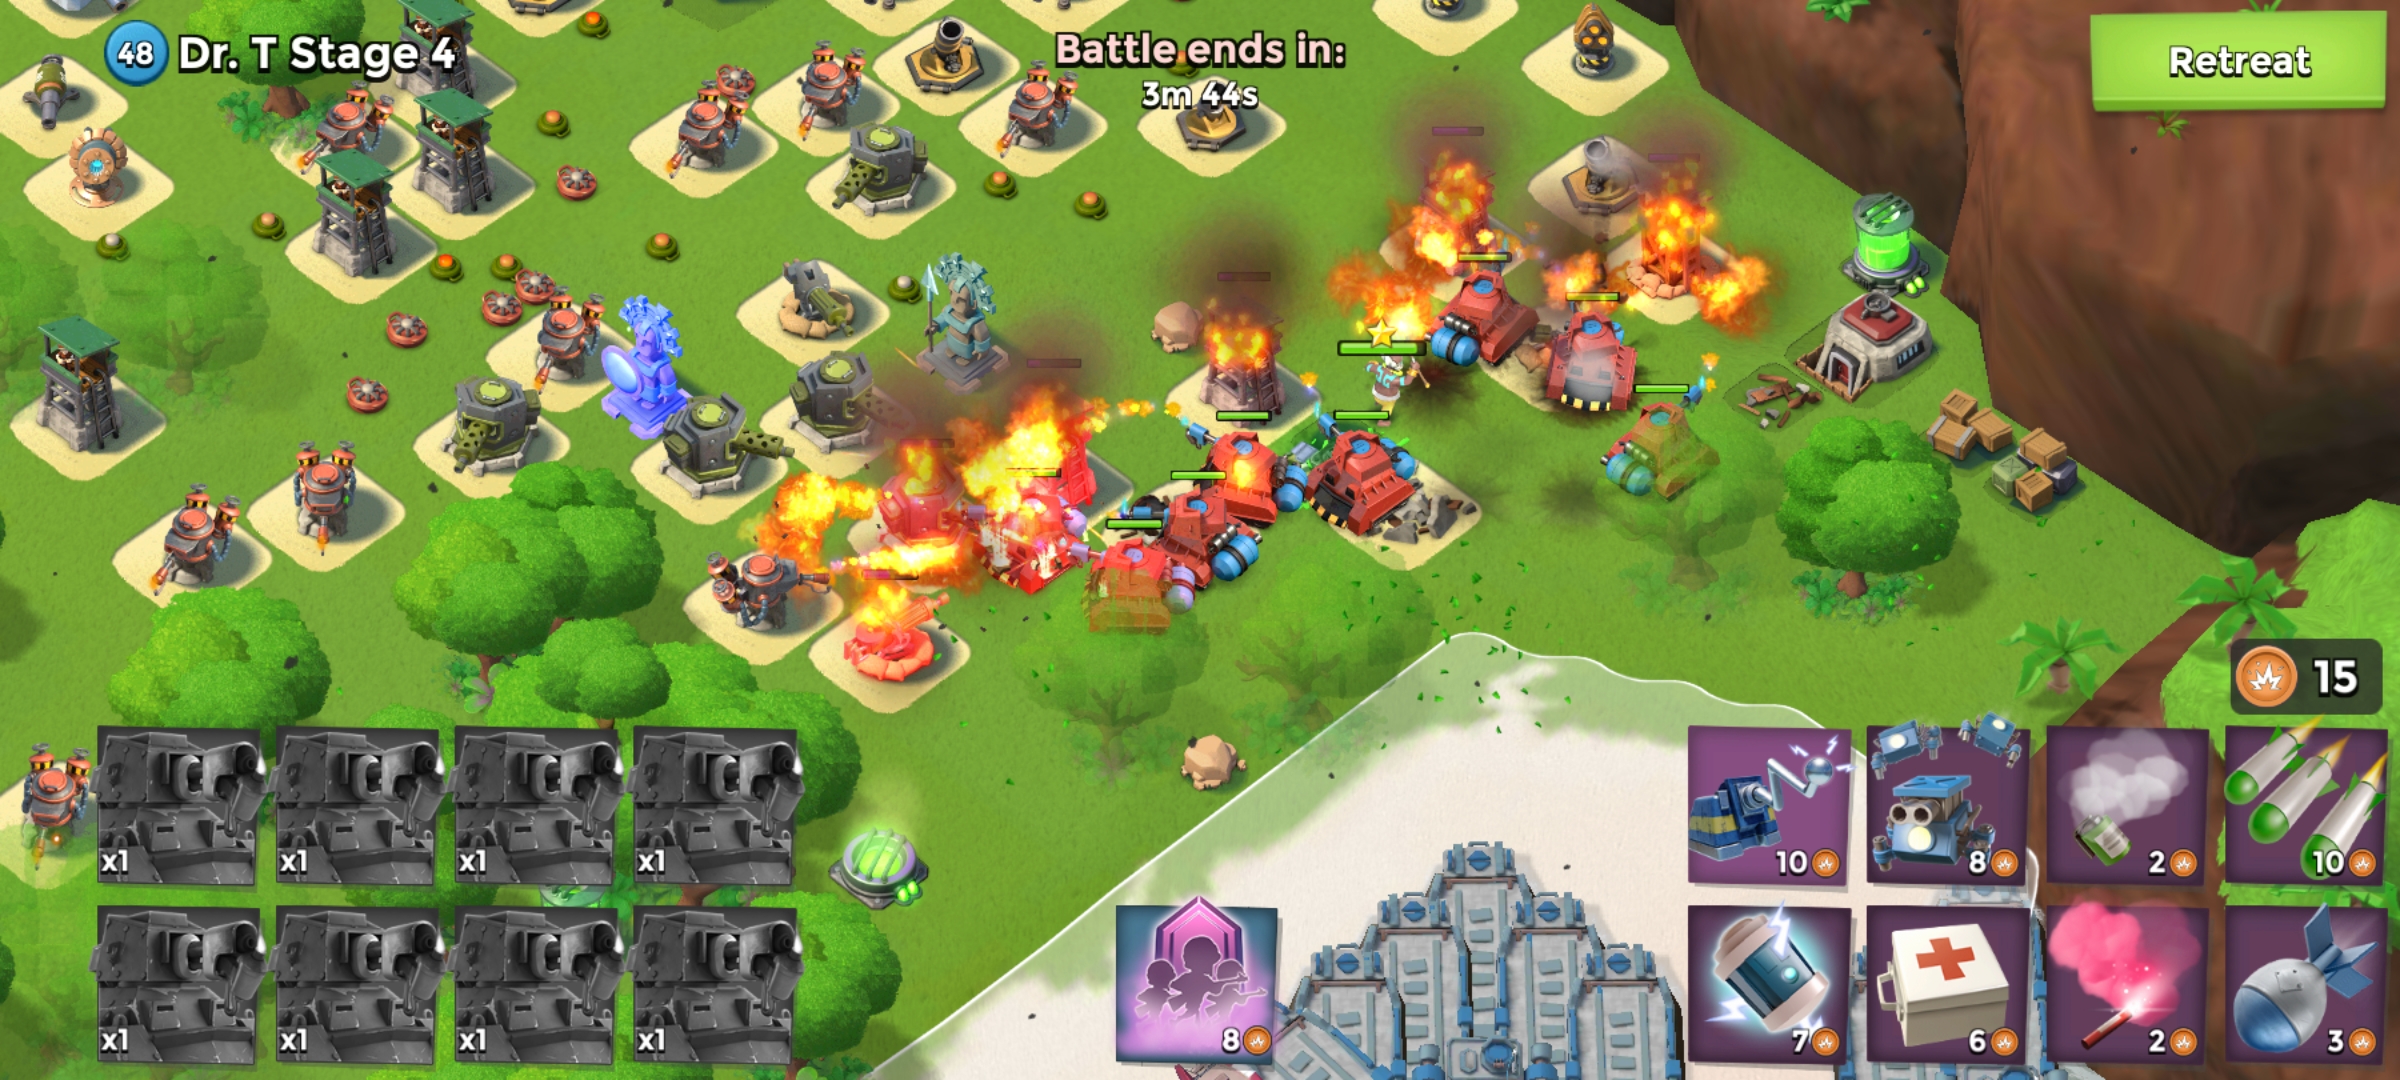 48 Dr. T Stage 4
Battle ends in:
3m 44s
Retreat
15
x1 x1 x1 x1
10 8 2 10
x1 x1 x1 x1
8
7 6 2 3